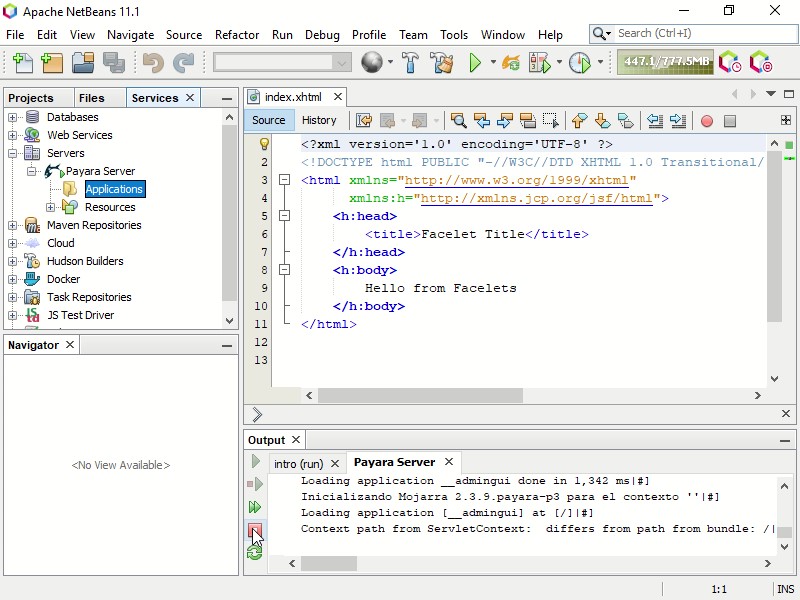 Apache NetBeans 11.1
File Edit View Navigate Source Refactor Run Debug Profile Team Tools Window Help
Search (Ctrl+I)
447.1/777.5MB
Projects Files Services
Databases
Web Services
Servers
Payara Server
Applications
Resources
Maven Repositories
Cloud
Hudson Builders
Docker
Task Repositories
JS Test Driver
Navigator
<No View Available>
index.xhtml
Source History
<?xml version='1.0' encoding='UTF-8' ?>
2 <!DOCTYPE html PUBLIC "-//W3C//DTD XHTML 1.0 Transitional/
3 <html xmlns="http://www.w3.org/1999/xhtml"
4 xmlns:h="http://xmlns.jcp.org/jsf/html">
5 <h:head>
6 <title>Facelet Title</title>
7 </h:head>
8 <h:body>
9 Hello from Facelets
10 </h:body>
11 </html>
12
13
Output
intro (run) Payara Server
Loading application __admingui done in 1,342 ms|#]
Inicializando Mojarra 2.3.9.payara-p3 para el contexto ''|#]
Loading application [__admingui] at [/]|#]
Context path from ServletContext: differs from path from bundle: /|
1:1 INS